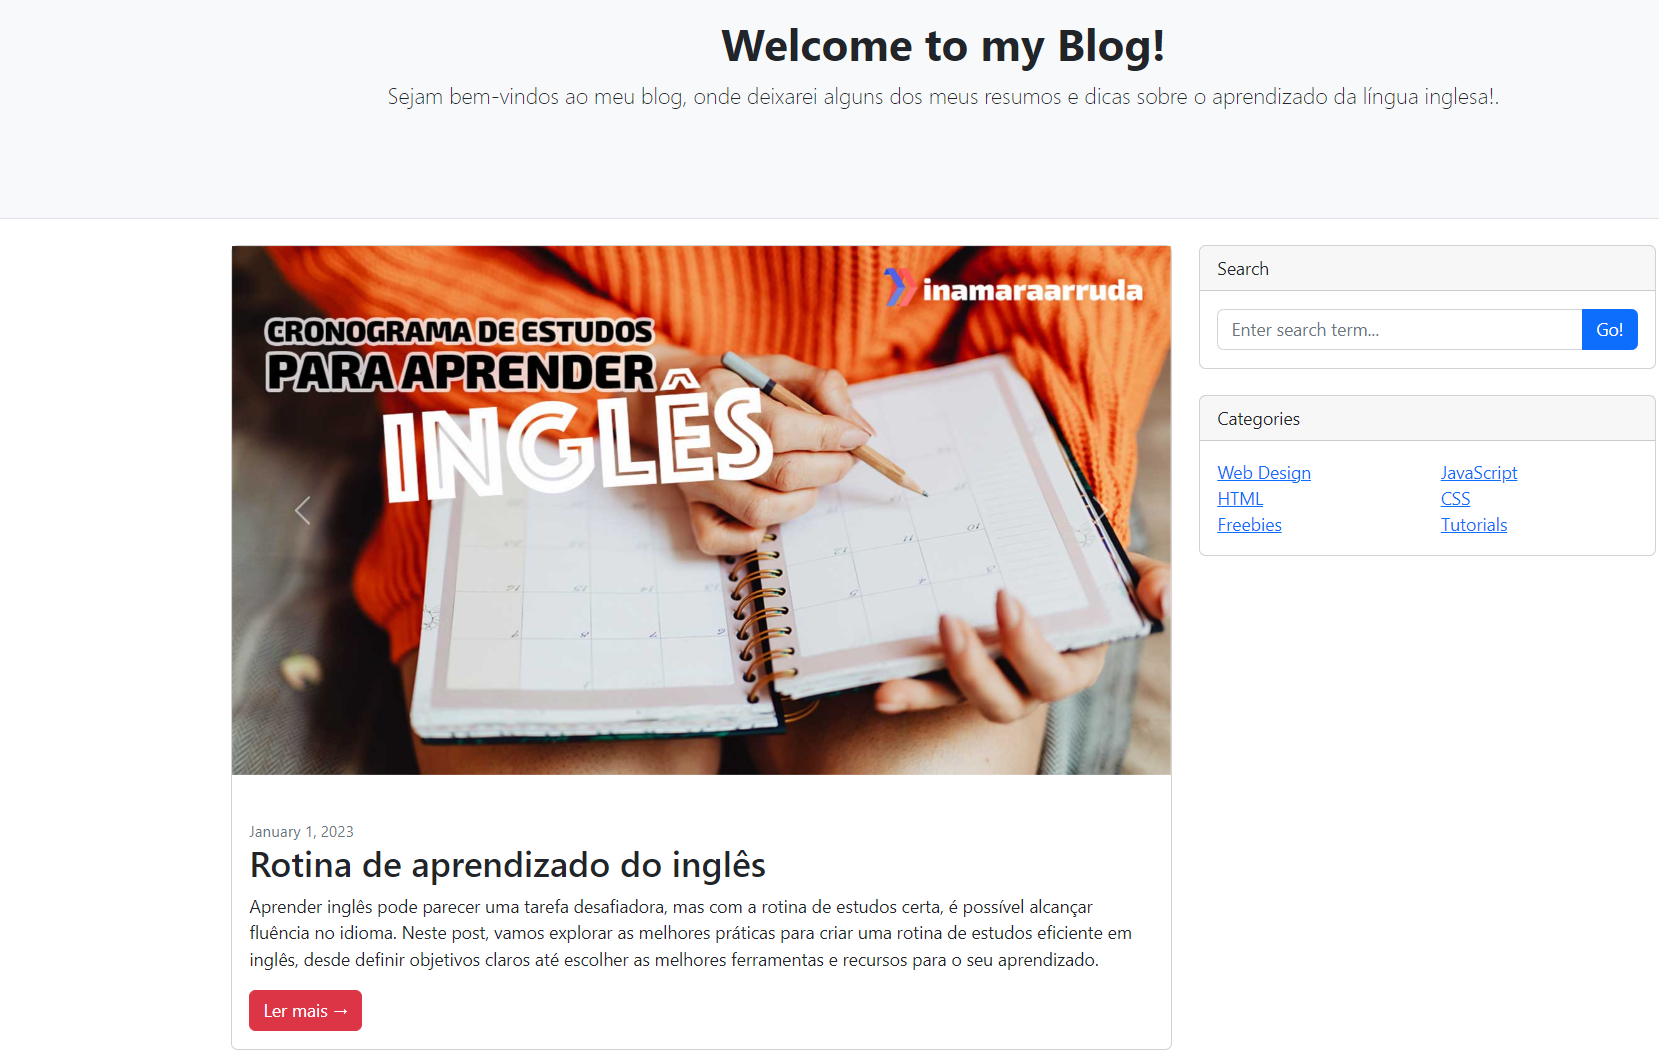 Welcome to my Blog!
Sejam bem-vindos ao meu blog, onde deixarei alguns dos meus resumos e dicas sobre o aprendizado da língua inglesa!.
inamaraarruda
CRONOGRAMA DE ESTUDOS
PARA APRENDER
INGLÊS
January 1, 2023
Rotina de aprendizado do inglês
Aprender inglês pode parecer uma tarefa desafiadora, mas com a rotina de estudos certa, é possível alcançar
fluência no idioma. Neste post, vamos explorar as melhores práticas para criar uma rotina de estudos eficiente em
inglês, desde definir objetivos claros até escolher as melhores ferramentas e recursos para o seu aprendizado.
Ler mais →
Search
Enter search term...
Go!
Categories
Web Design
HTML
Freebies
JavaScript
CSS
Tutorials